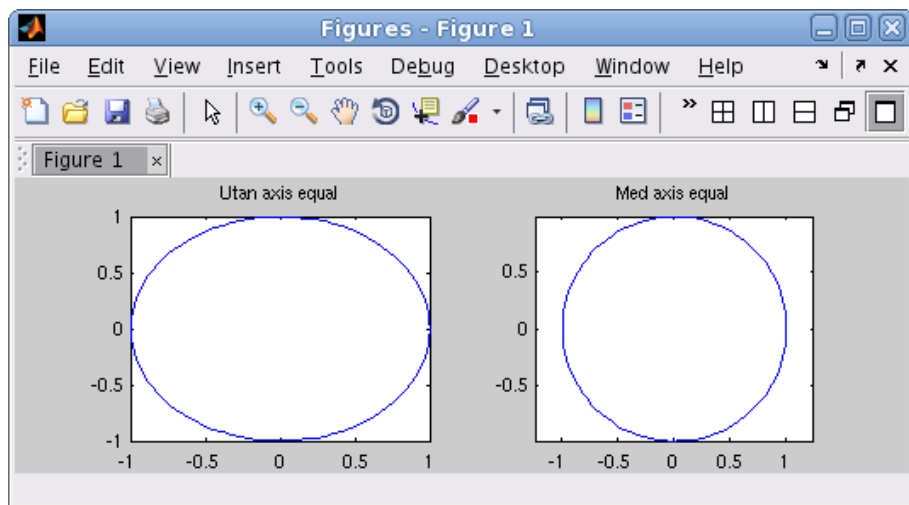 Figures - Figure 1
File Edit View Insert Tools Debug Desktop Window Help
Figure 1
Utan axis equal
1
0.5
0
-0.5
-1
-1 -0.5 0 0.5 1
Med axis equal
0.5
0
-0.5
-1 -0.5 0 0.5 1